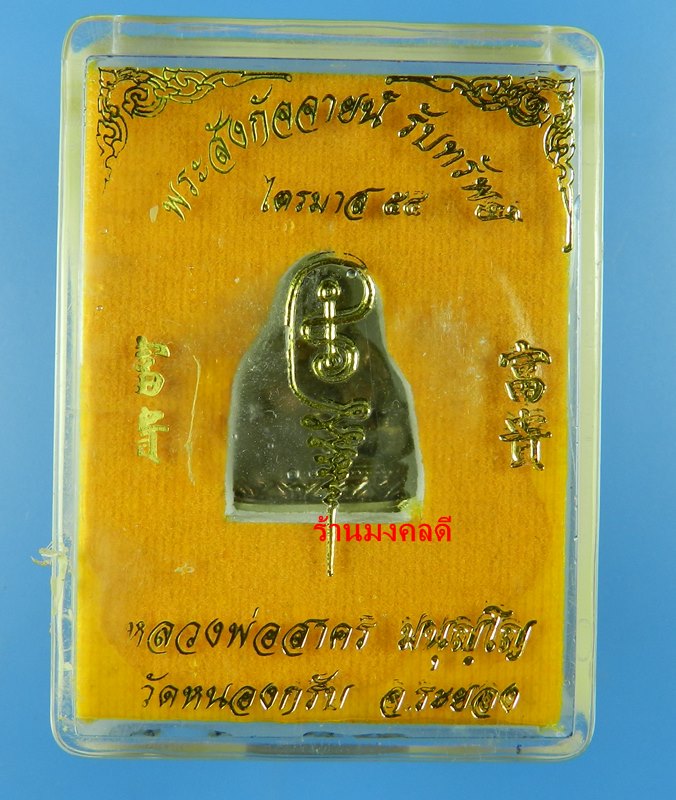 พระสังกัจจายน์ รับทรัพย์
ไตรมาส ๕๕
富貴
ร้านมงคลดี
หลวงพ่อสาคร มนุญฺโญ
วัดหนองกรับ จ.ระยอง